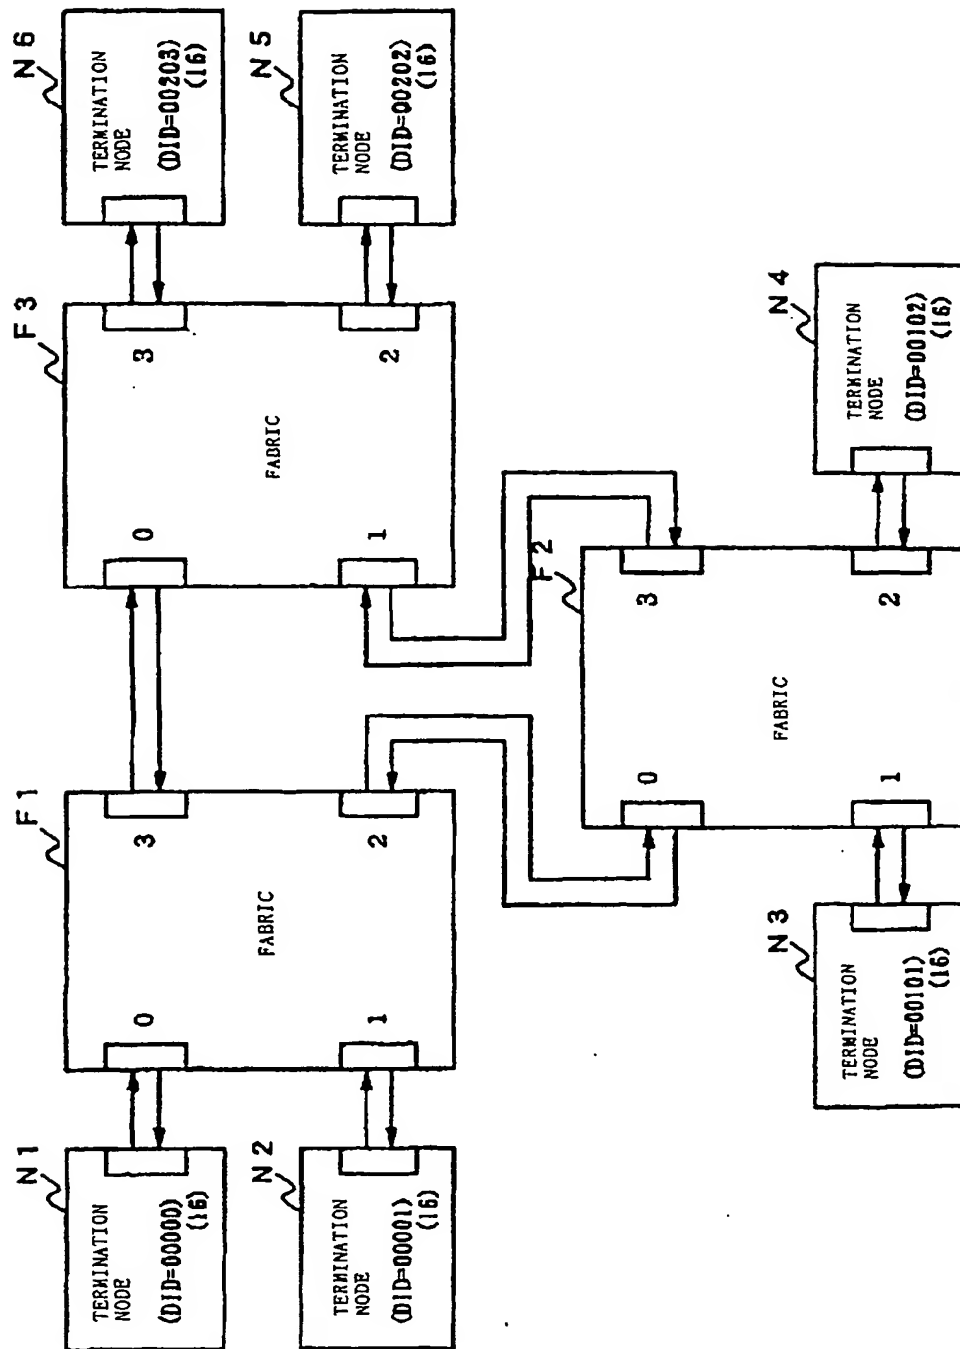 N1
TERMINATION
NODE
(DID=00000)
(16)
N2
TERMINATION
NODE
(DID=00001)
(16)
F1
0
3
FABRIC
1
2
F3
0
3
FABRIC
1
2
N6
TERMINATION
NODE
(DID=00203)
(16)
N5
TERMINATION
NODE
(DID=00202)
(16)
F2
0
3
FABRIC
1
2
N3
TERMINATION
NODE
(DID=00101)
(16)
N4
TERMINATION
NODE
(DID=00102)
(16)